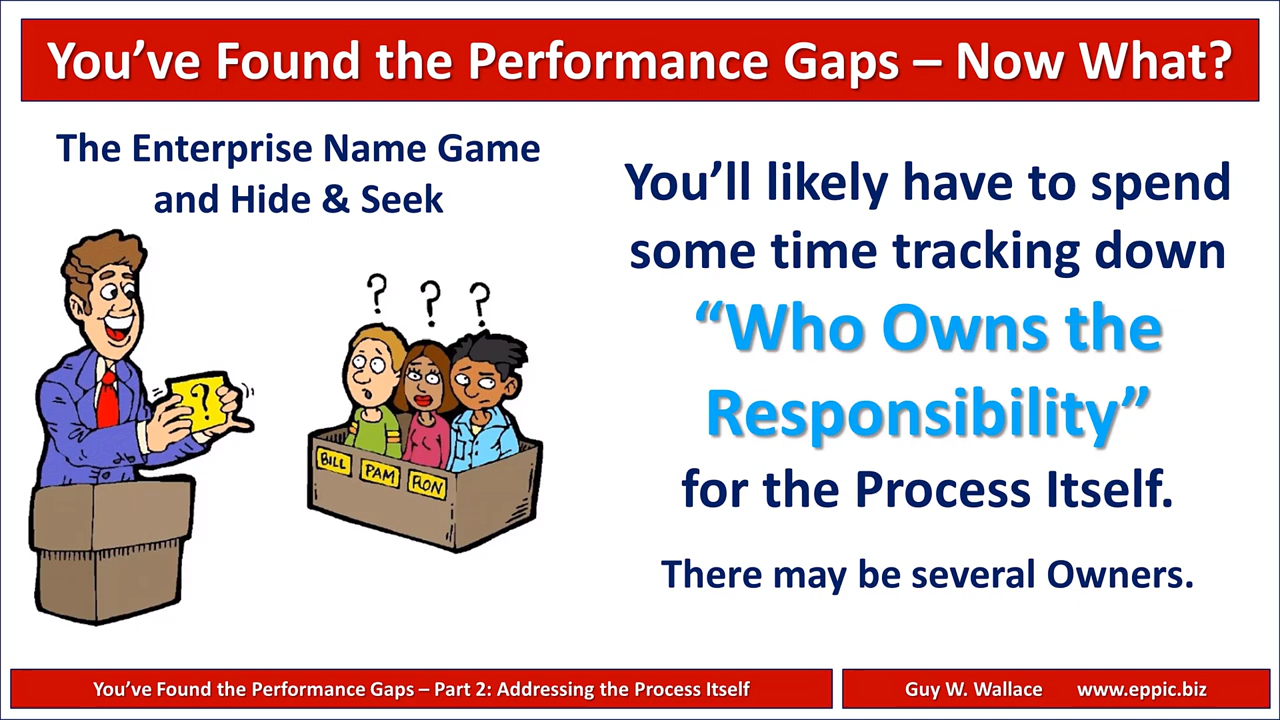 You’ve Found the Performance Gaps – Now What?
The Enterprise Name Game
and Hide & Seek
? ? ?
?
BILL PAM RON
You’ll likely have to spend
some time tracking down
“Who Owns the
Responsibility”
for the Process Itself.
There may be several Owners.
You’ve Found the Performance Gaps – Part 2: Addressing the Process Itself
Guy W. Wallace www.eppic.biz